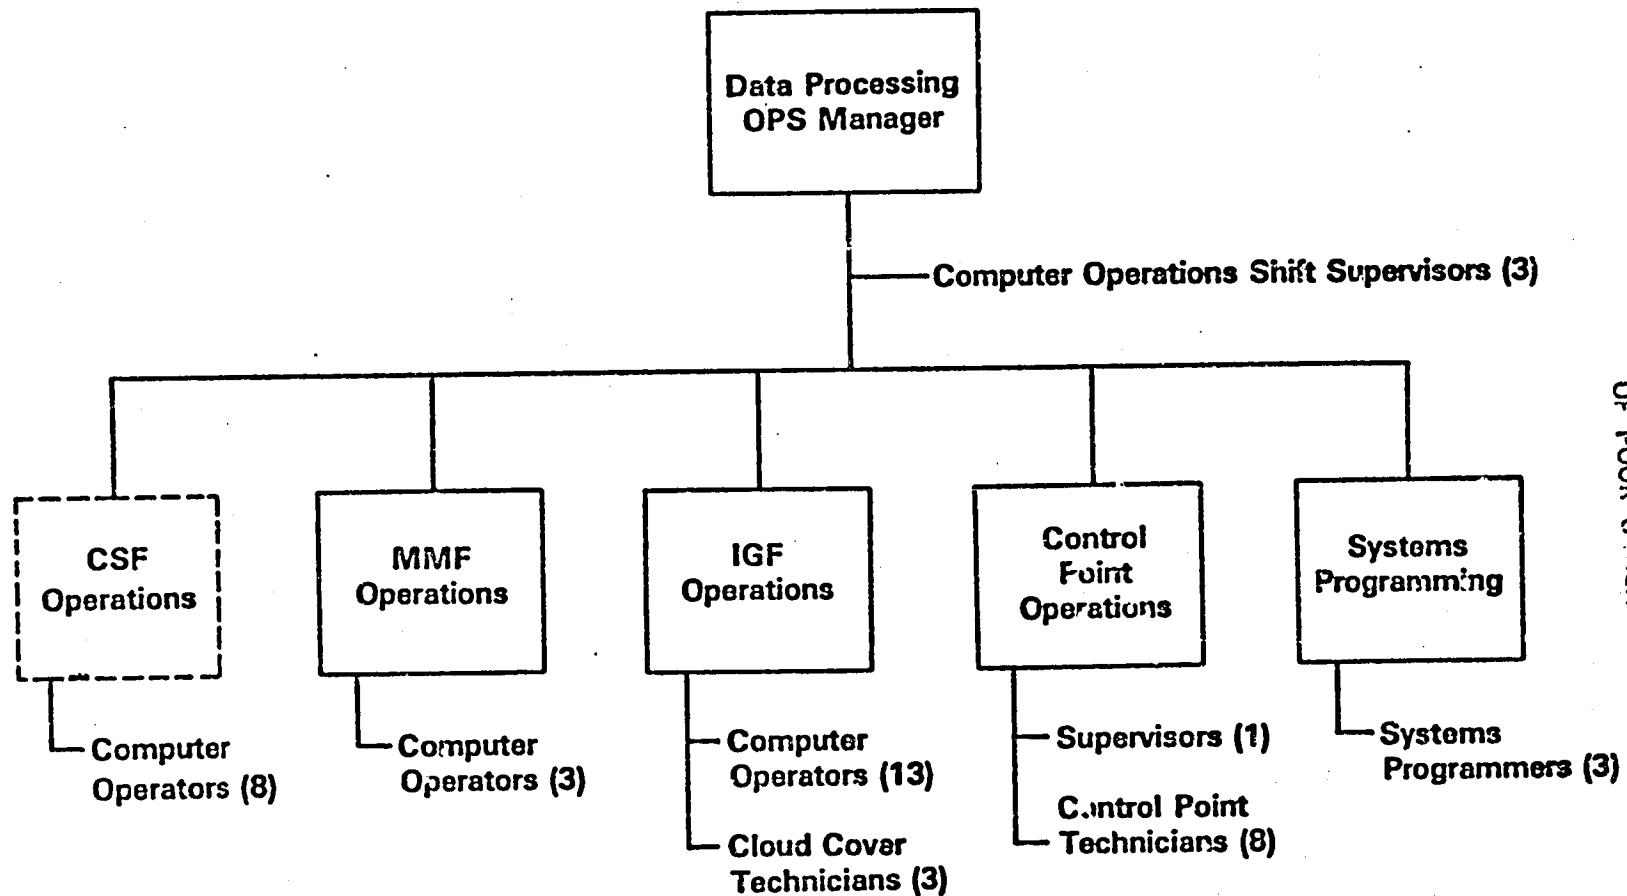 Data Processing
OPS Manager
Computer Operations Shift Supervisors (3)
CSF
Operations
MMF
Operations
IGF
Operations
Control
Point
Operations
Systems
Programming
Computer
Operators (8)
Computer
Operators (3)
Computer
Operators (13)
Cloud Cover
Technicians (3)
Supervisors (1)
Control Point
Technicians (8)
Systems
Programmers (3)
OF POOR